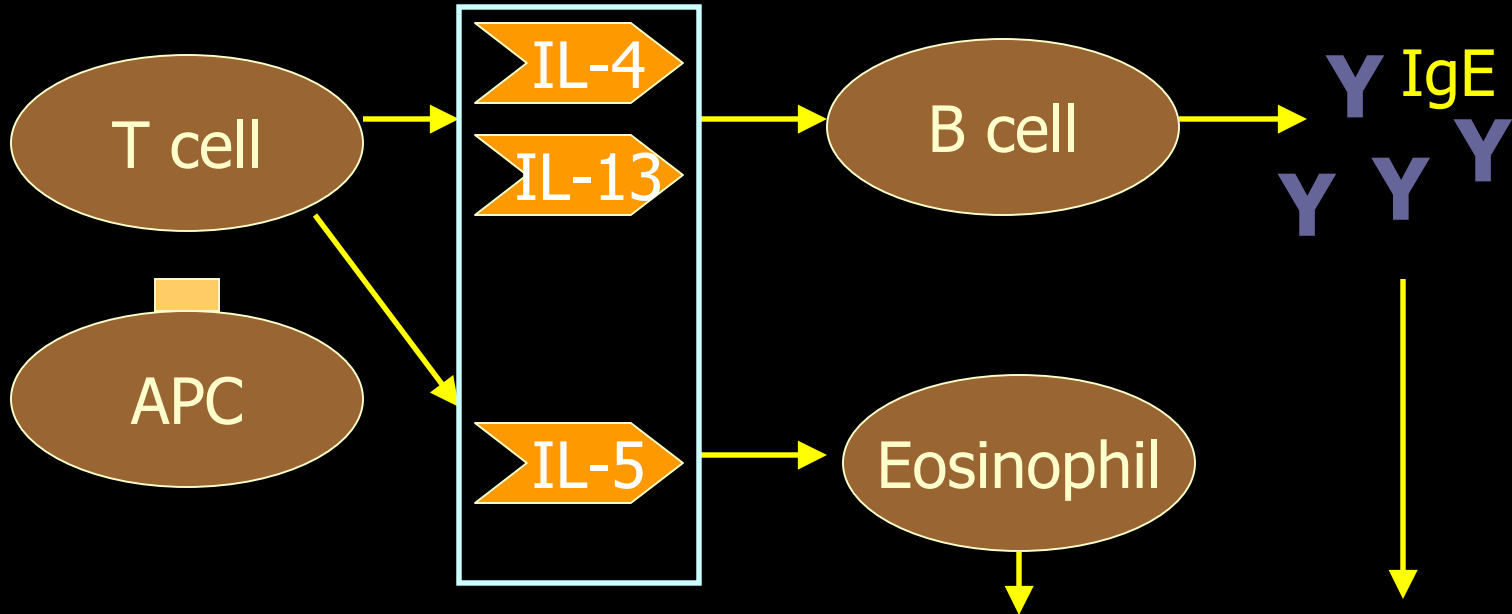 T cell
APC
IL-4
IL-13
IL-5
B cell
Eosinophil
IgE
Y
Y
Y
Y